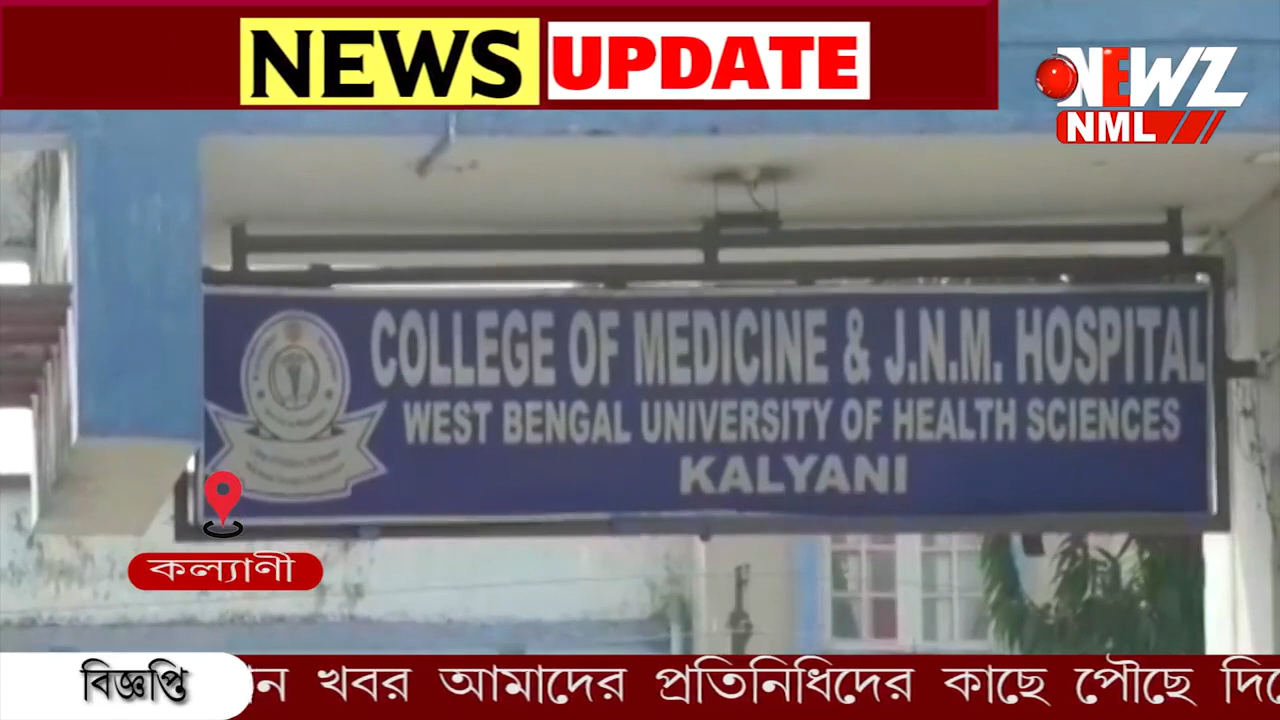 NEWS UPDATE
NEWZ
NML
COLLEGE OF MEDICINE & J.N.M. HOSPITAL
WEST BENGAL UNIVERSITY OF HEALTH SCIENCES
KALYANI
কল্যাণী
বিজ্ঞপ্তি
খবর আমাদের প্রতিনিধিদের কাছে পৌছে